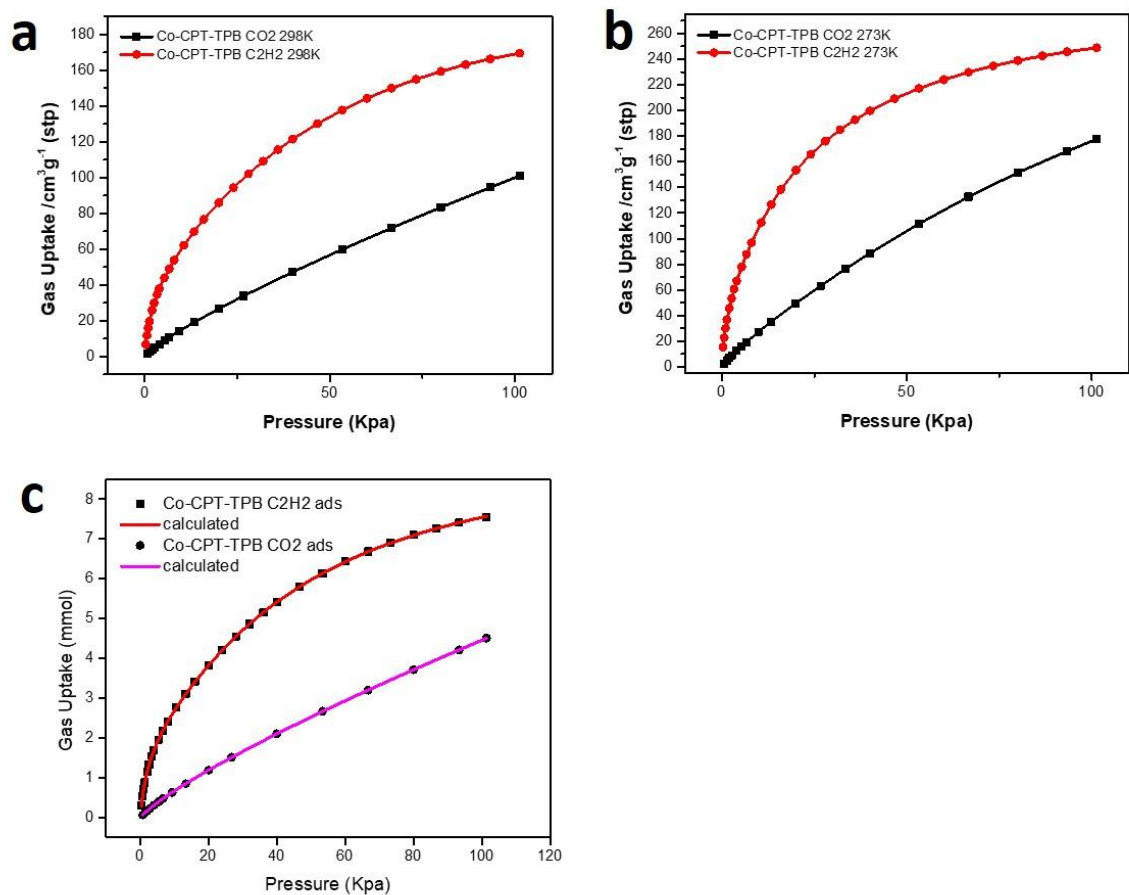 a
Co-CPT-TPB CO2 298K
Co-CPT-TPB C2H2 298K
Gas Uptake /cm³g⁻¹ (stp)
180
160
140
120
100
80
60
40
20
0
0 50 100
Pressure (Kpa)
b
Co-CPT-TPB CO2 273K
Co-CPT-TPB C2H2 273K
Gas Uptake /cm³g⁻¹ (stp)
260
240
220
200
180
160
140
120
100
80
60
40
20
0
0 50 100
Pressure (Kpa)
c
Co-CPT-TPB C2H2 ads
calculated
Co-CPT-TPB CO2 ads
calculated
Gas Uptake (mmol)
8
7
6
5
4
3
2
1
0
0 20 40 60 80 100 120
Pressure (Kpa)